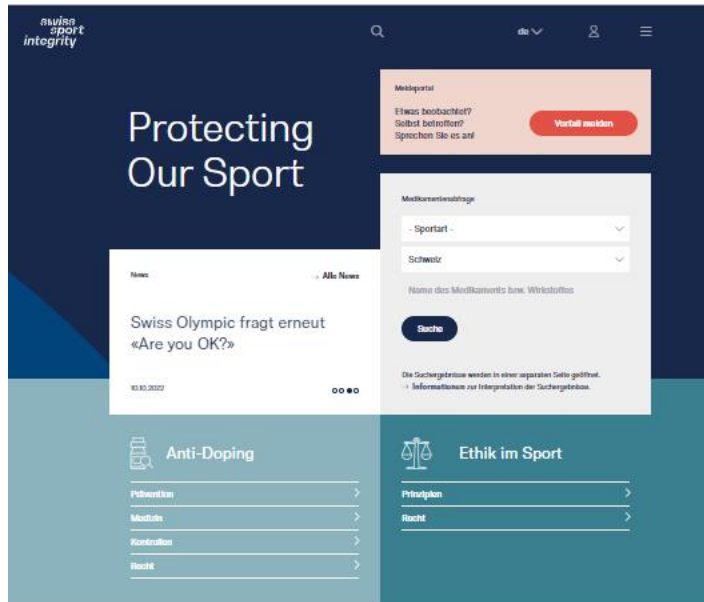 swiss
sport
integrity
de
Protecting
Our Sport
Meldeportal
Etwas beobachtet?
Selbst betroffen?
Sprechen Sie es an!
Vorfall melden
Medikamentenabfrage
- Sportart -
Schweiz
Name des Medikaments bzw. Wirkstoffes
Suche
Die Suchergebnisse werden in einer separaten Seite geöffnet.
→ Informationen zur Interpretation der Suchergebnisse.
News
→ Alle News
Swiss Olympic fragt erneut
«Are you OK?»
10.10.2022
Anti-Doping
Prävention
Medizin
Kontrollen
Recht
Ethik im Sport
Prinzipien
Recht